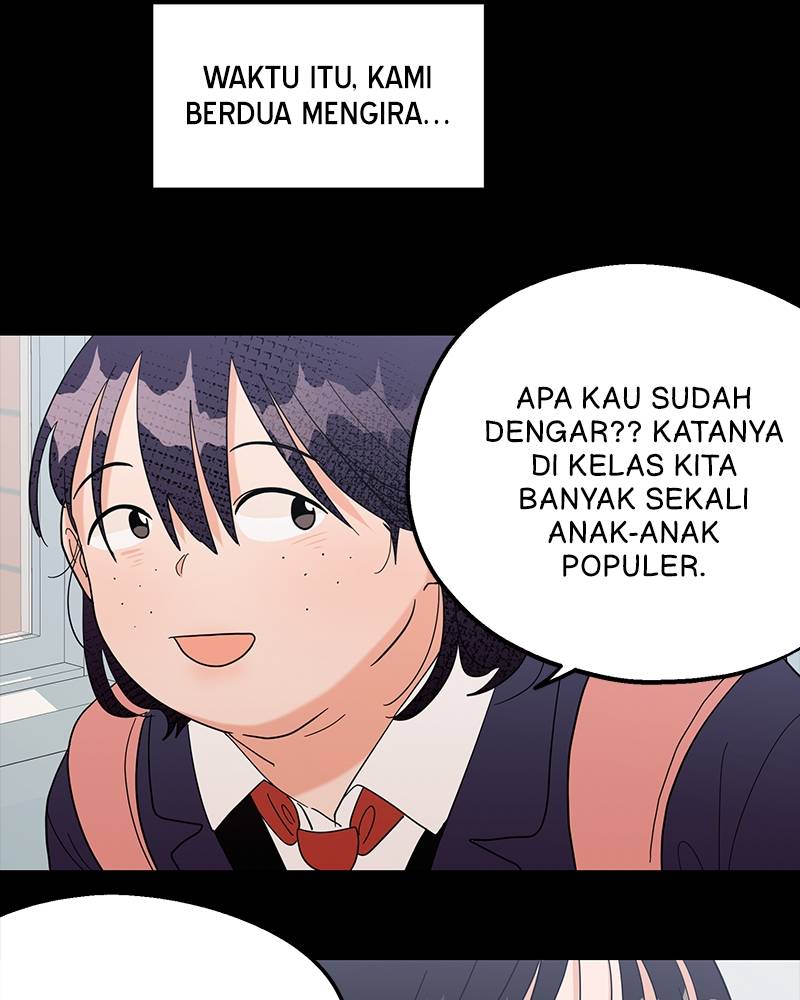 WAKTU ITU, KAMI
BERDUA MENGIRA...
APA KAU SUDAH
DENGAR?? KATANYA
DI KELAS KITA
BANYAK SEKALI
ANAK-ANAK
POPULER.